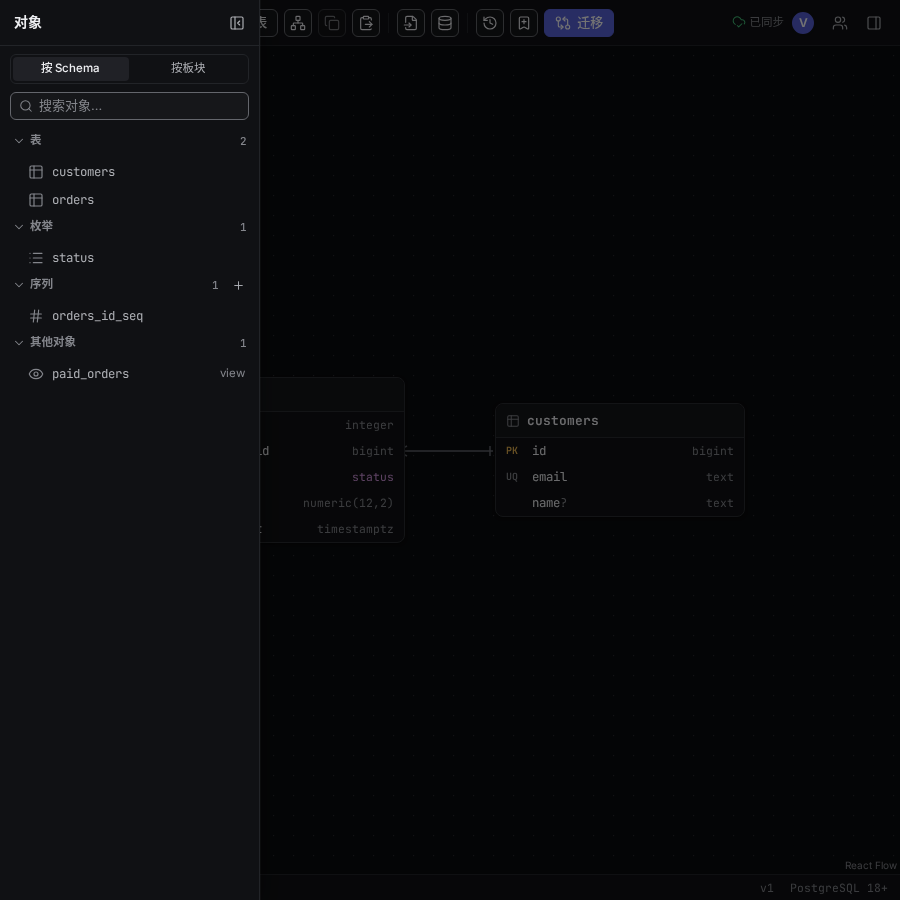 对象
表
迁移
已同步
V
按 Schema
按板块
搜索对象...
表 2
customers
orders
枚举 1
status
序列 1
orders_id_seq
其他对象 1
paid_orders view
integer
id bigint
status
numeric(12,2)
timestamptz
customers
PK id bigint
UQ email text
name? text
React Flow
v1 PostgreSQL 18+